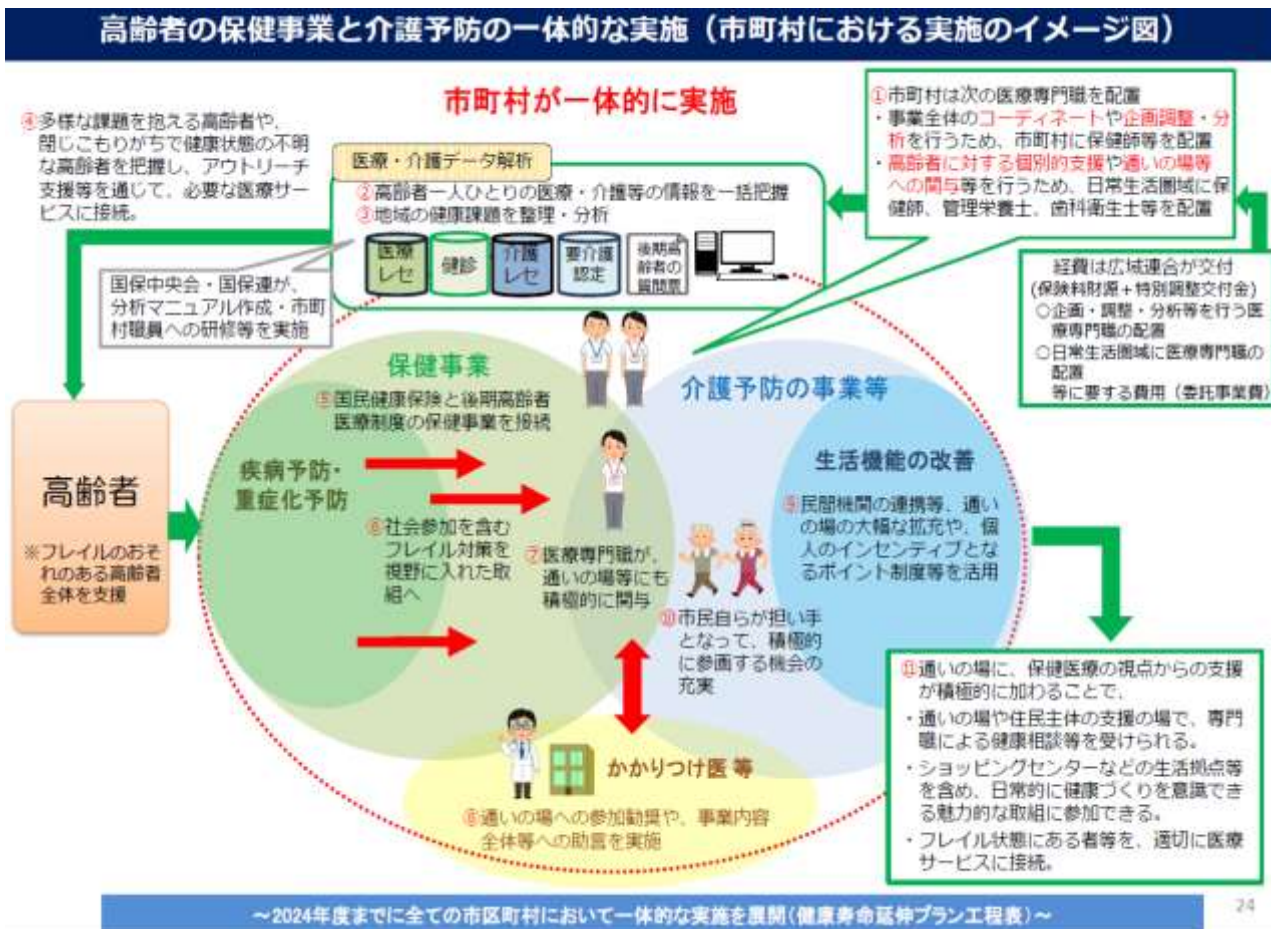 高齢者の保健事業と介護予防の一体的な実施（市町村における実施のイメージ図）
市町村が一体的に実施
④多様な課題を抱える高齢者や、
閉じこもりがちで健康状態の不明
な高齢者を把握し、アウトリーチ
支援等を通じて、必要な医療サー
ビスに接続。
医療・介護データ解析
②高齢者一人ひとりの医療・介護等の情報を一括把握
③地域の健康課題を整理・分析
医療
レセ
健診
介護
レセ
要介護
認定
後期高
齢者の
質問票
①市町村は次の医療専門職を配置
・事業全体のコーディネートや企画調整・分
析を行うため、市町村に保健師等を配置
・高齢者に対する個別的支援や通いの場等
への関与等を行うため、日常生活圏域に保
健師、管理栄養士、歯科衛生士等を配置
国保中央会・国保連が、
分析マニュアル作成・市町
村職員への研修等を実施
経費は広域連合が交付
(保険料財源＋特別調整交付金)
○企画・調整・分析等を行う医
療専門職の配置
○日常生活圏域に医療専門職の
配置
等に要する費用（委託事業費）
高齢者
※フレイルのおそ
れのある高齢者
全体を支援
保健事業
⑤国民健康保険と後期高齢者
医療制度の保健事業を接続
疾病予防・
重症化予防
⑥社会参加を含む
フレイル対策を
視野に入れた取
組へ
⑦医療専門職が、
通いの場等にも
積極的に関与
介護予防の事業等
生活機能の改善
⑨民間機関の連携等、通い
の場の大幅な拡充や、個
人のインセンティブとな
るポイント制度等を活用
⑩市民自らが担い手
となって、積極的
に参画する機会の
充実
かかりつけ医 等
⑧通いの場への参加勧奨や、事業内容
全体等への助言を実施
⑪通いの場に、保健医療の視点からの支援
が積極的に加わることで、
・通いの場や住民主体の支援の場で、専門
職による健康相談等を受けられる。
・ショッピングセンターなどの生活拠点等
を含め、日常的に健康づくりを意識でき
る魅力的な取組に参加できる。
・フレイル状態にある者等を、適切に医療
サービスに接続。
～2024年度までに全ての市区町村において一体的な実施を展開(健康寿命延伸プラン工程表)～
24